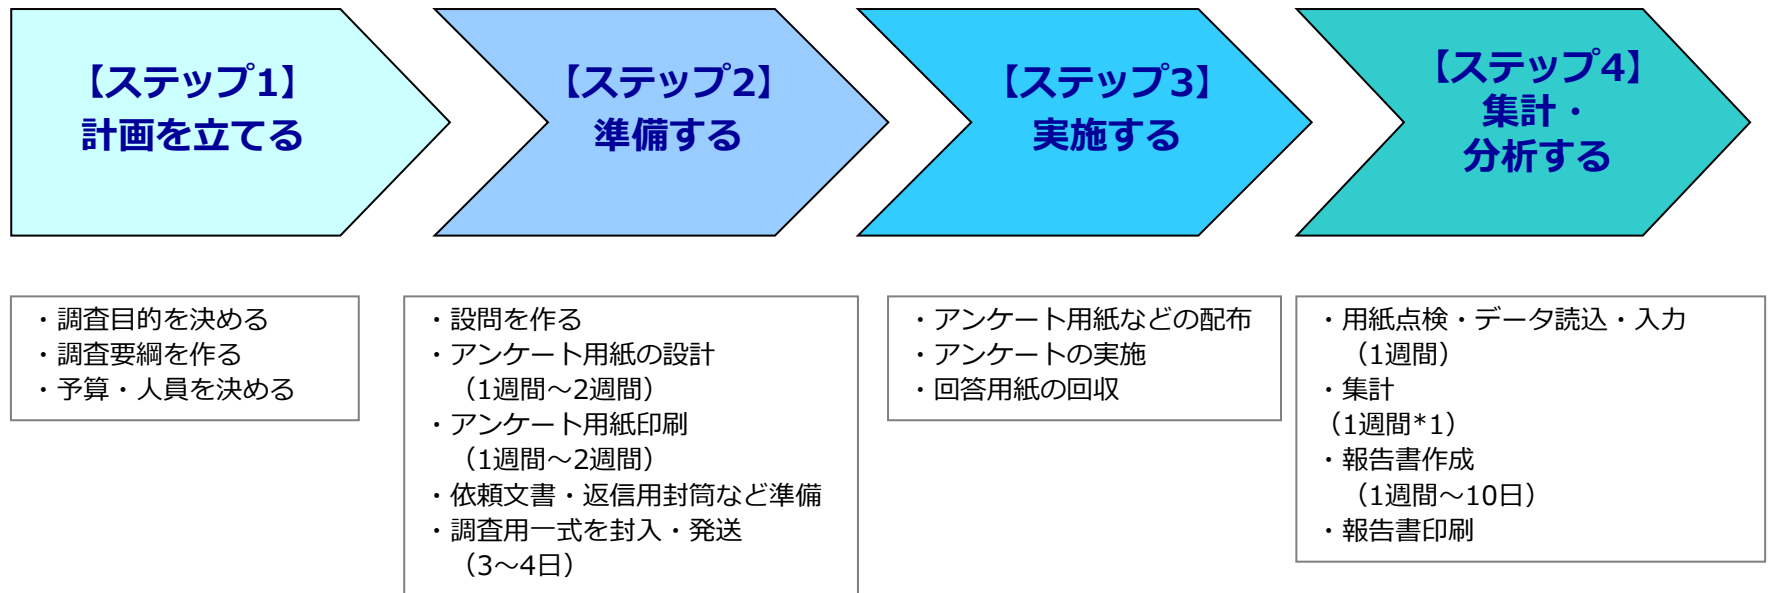 【ステップ1】
計画を立てる
【ステップ2】
準備する
【ステップ3】
実施する
【ステップ4】
集計・
分析する
・調査目的を決める
・調査要綱を作る
・予算・人員を決める
・設問を作る
・アンケート用紙の設計
（1週間～2週間）
・アンケート用紙印刷
（1週間～2週間）
・依頼文書・返信用封筒など準備
・調査用一式を封入・発送
（3～4日）
・アンケート用紙などの配布
・アンケートの実施
・回答用紙の回収
・用紙点検・データ読込・入力
（1週間）
・集計
（1週間*1）
・報告書作成
（1週間～10日）
・報告書印刷